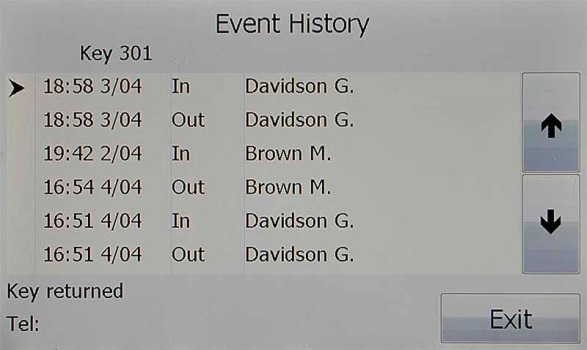 Event History
Key 301
18:58 3/04 In Davidson G.
18:58 3/04 Out Davidson G.
19:42 2/04 In Brown M.
16:54 4/04 Out Brown M.
16:51 4/04 In Davidson G.
16:51 4/04 Out Davidson G.
Key returned
Tel:
Exit